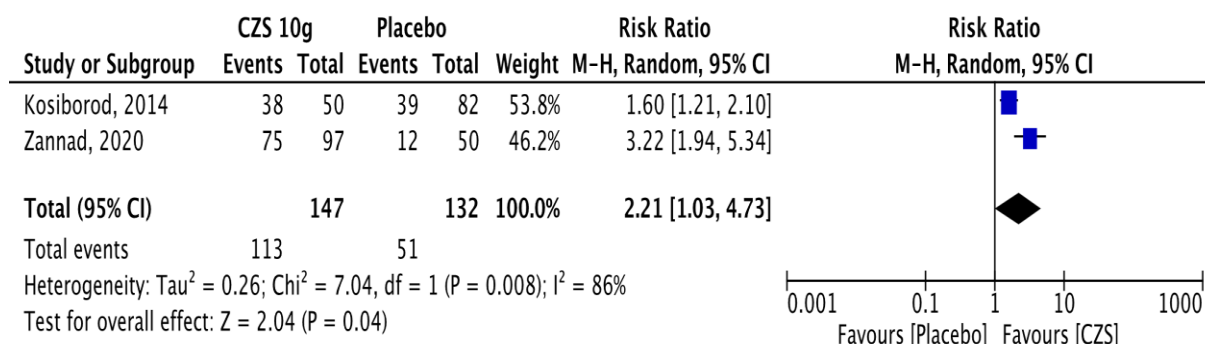 CZS 10g Placebo Risk Ratio Risk Ratio
Study or Subgroup Events Total Events Total Weight M-H, Random, 95% CI M-H, Random, 95% CI
Kosiborod, 2014 38 50 39 82 53.8% 1.60 [1.21, 2.10]
Zannad, 2020 75 97 12 50 46.2% 3.22 [1.94, 5.34]
Total (95% CI) 147 132 100.0% 2.21 [1.03, 4.73]
Total events 113 51
Heterogeneity: Tau² = 0.26; Chi² = 7.04, df = 1 (P = 0.008); I² = 86%
Test for overall effect: Z = 2.04 (P = 0.04)
0.001 0.1 1 10 1000
Favours [Placebo] Favours [CZS]